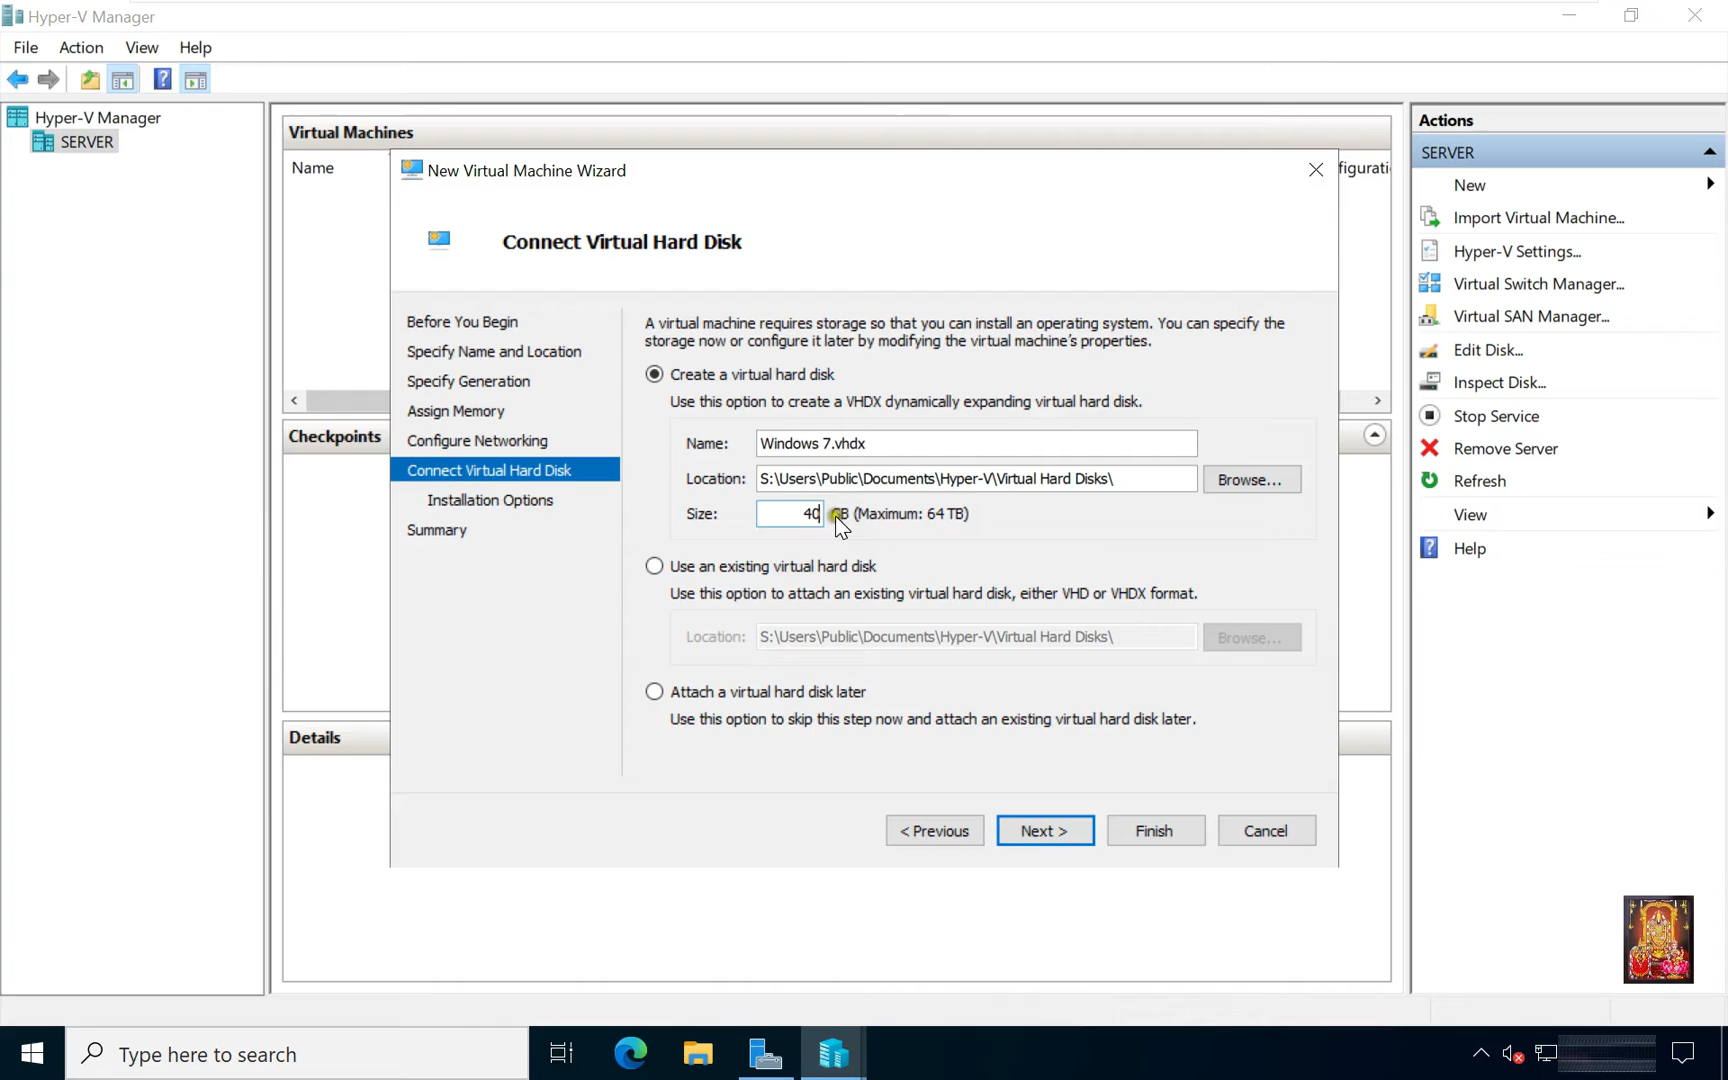 Hyper-V Manager
File Action View Help
Hyper-V Manager
SERVER
Virtual Machines
Name
figurati
New Virtual Machine Wizard
Connect Virtual Hard Disk
Before You Begin
Specify Name and Location
Specify Generation
Assign Memory
Configure Networking
Connect Virtual Hard Disk
Installation Options
Summary
A virtual machine requires storage so that you can install an operating system. You can specify the
storage now or configure it later by modifying the virtual machine's properties.
Create a virtual hard disk
Use this option to create a VHDX dynamically expanding virtual hard disk.
Name: Windows 7.vhdx
Location: S:\Users\Public\Documents\Hyper-V\Virtual Hard Disks\ Browse...
Size: 40 GB (Maximum: 64 TB)
Use an existing virtual hard disk
Use this option to attach an existing virtual hard disk, either VHD or VHDX format.
Location: S:\Users\Public\Documents\Hyper-V\Virtual Hard Disks\ Browse...
Attach a virtual hard disk later
Use this option to skip this step now and attach an existing virtual hard disk later.
< Previous Next > Finish Cancel
Checkpoints
Details
Actions
SERVER
New
Import Virtual Machine...
Hyper-V Settings...
Virtual Switch Manager...
Virtual SAN Manager...
Edit Disk...
Inspect Disk...
Stop Service
Remove Server
Refresh
View
Help
Type here to search